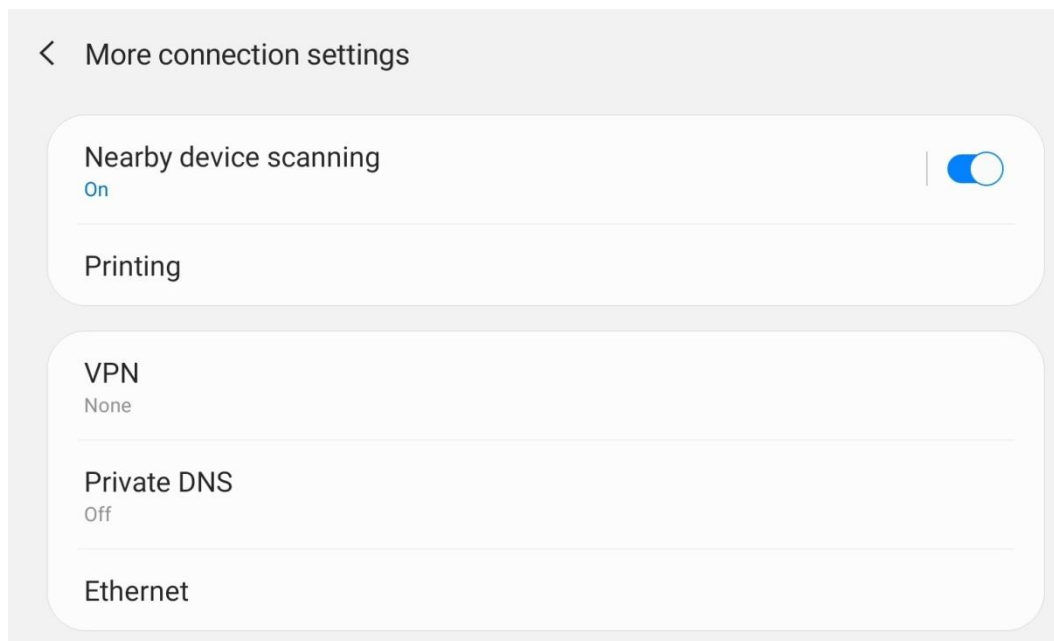 More connection settings
Nearby device scanning
On
Printing
VPN
None
Private DNS
Off
Ethernet